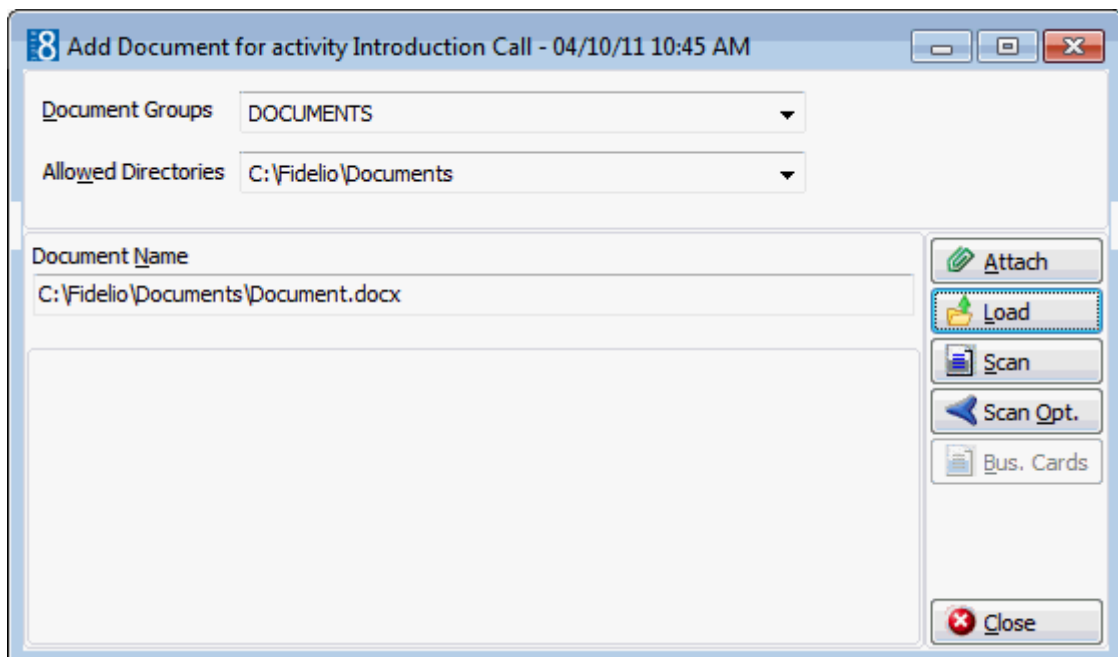 8 Add Document for activity Introduction Call - 04/10/11 10:45 AM
Document Groups DOCUMENTS
Allowed Directories C:\Fidelio\Documents
Document Name
C:\Fidelio\Documents\Document.docx
Attach
Load
Scan
Scan Opt.
Bus. Cards
Close